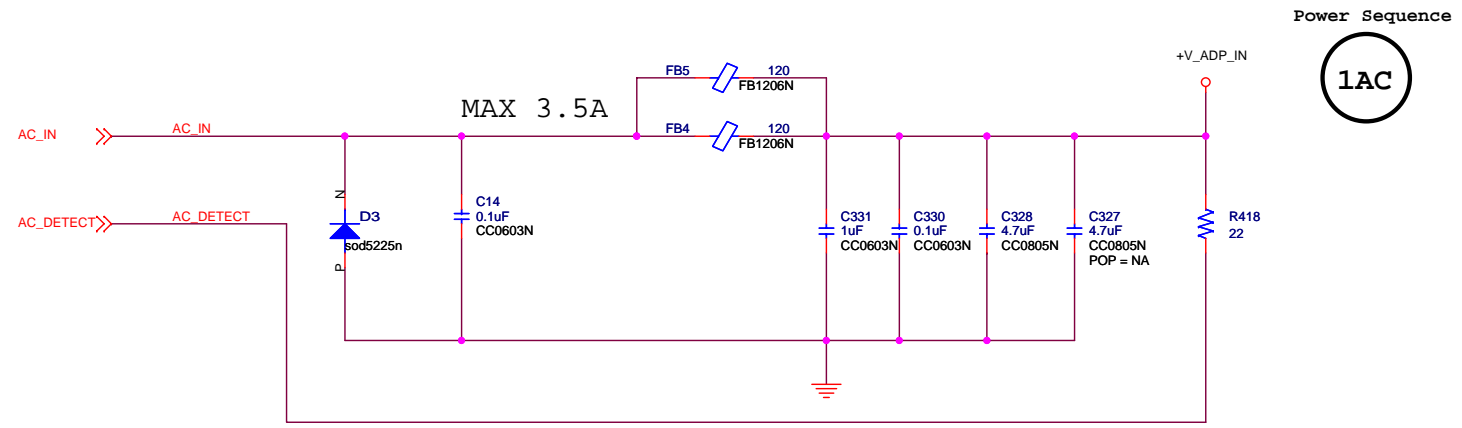 Power Sequence
1AC
+V_ADP_IN
FB5
120
FB1206N
MAX 3.5A
AC_IN
AC_IN
FB4
120
FB1206N
N
AC_DETECT
AC_DETECT
D3
sod5225n
P
C14
0.1uF
CC0603N
C331
1uF
CC0603N
C330
0.1uF
CC0603N
C328
4.7uF
CC0805N
C327
4.7uF
CC0805N
POP = NA
R418
22